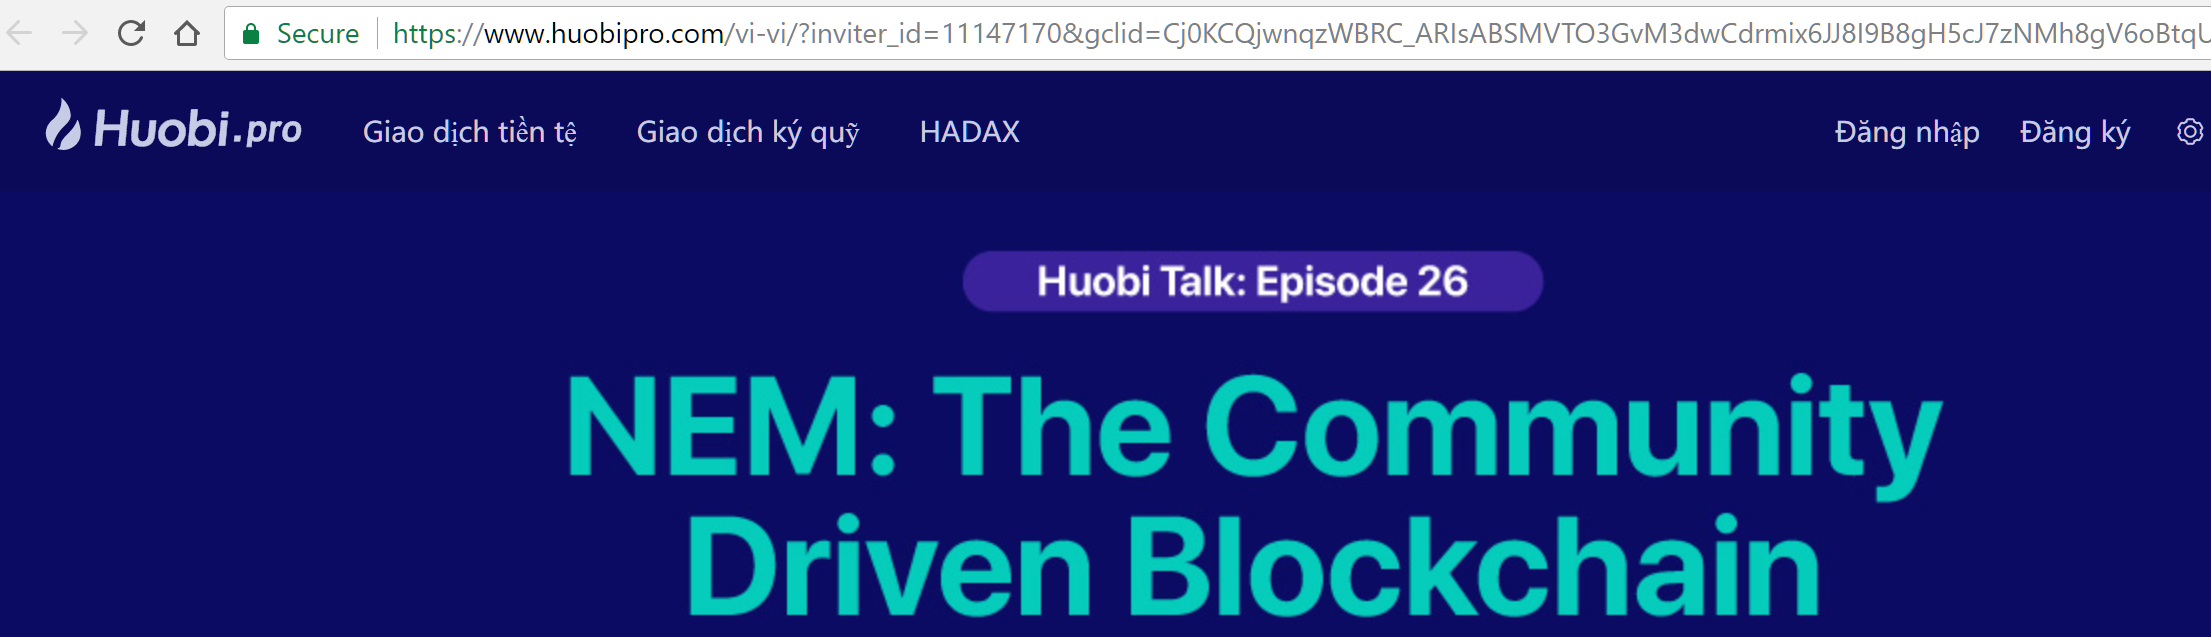 Secure https://www.huobipro.com/vi-vi/?inviter_id=11147170&gclid=Cj0KCQjwnqzWBRC_ARIsABSMVTO3GvM3dwCdrmix6JJ8I9B8gH5cJ7zNMh8gV6oBtqU
Huobi.pro Giao dịch tiền tệ Giao dịch ký quỹ HADAX Đăng nhập Đăng ký
Huobi Talk: Episode 26
NEM: The Community
Driven Blockchain